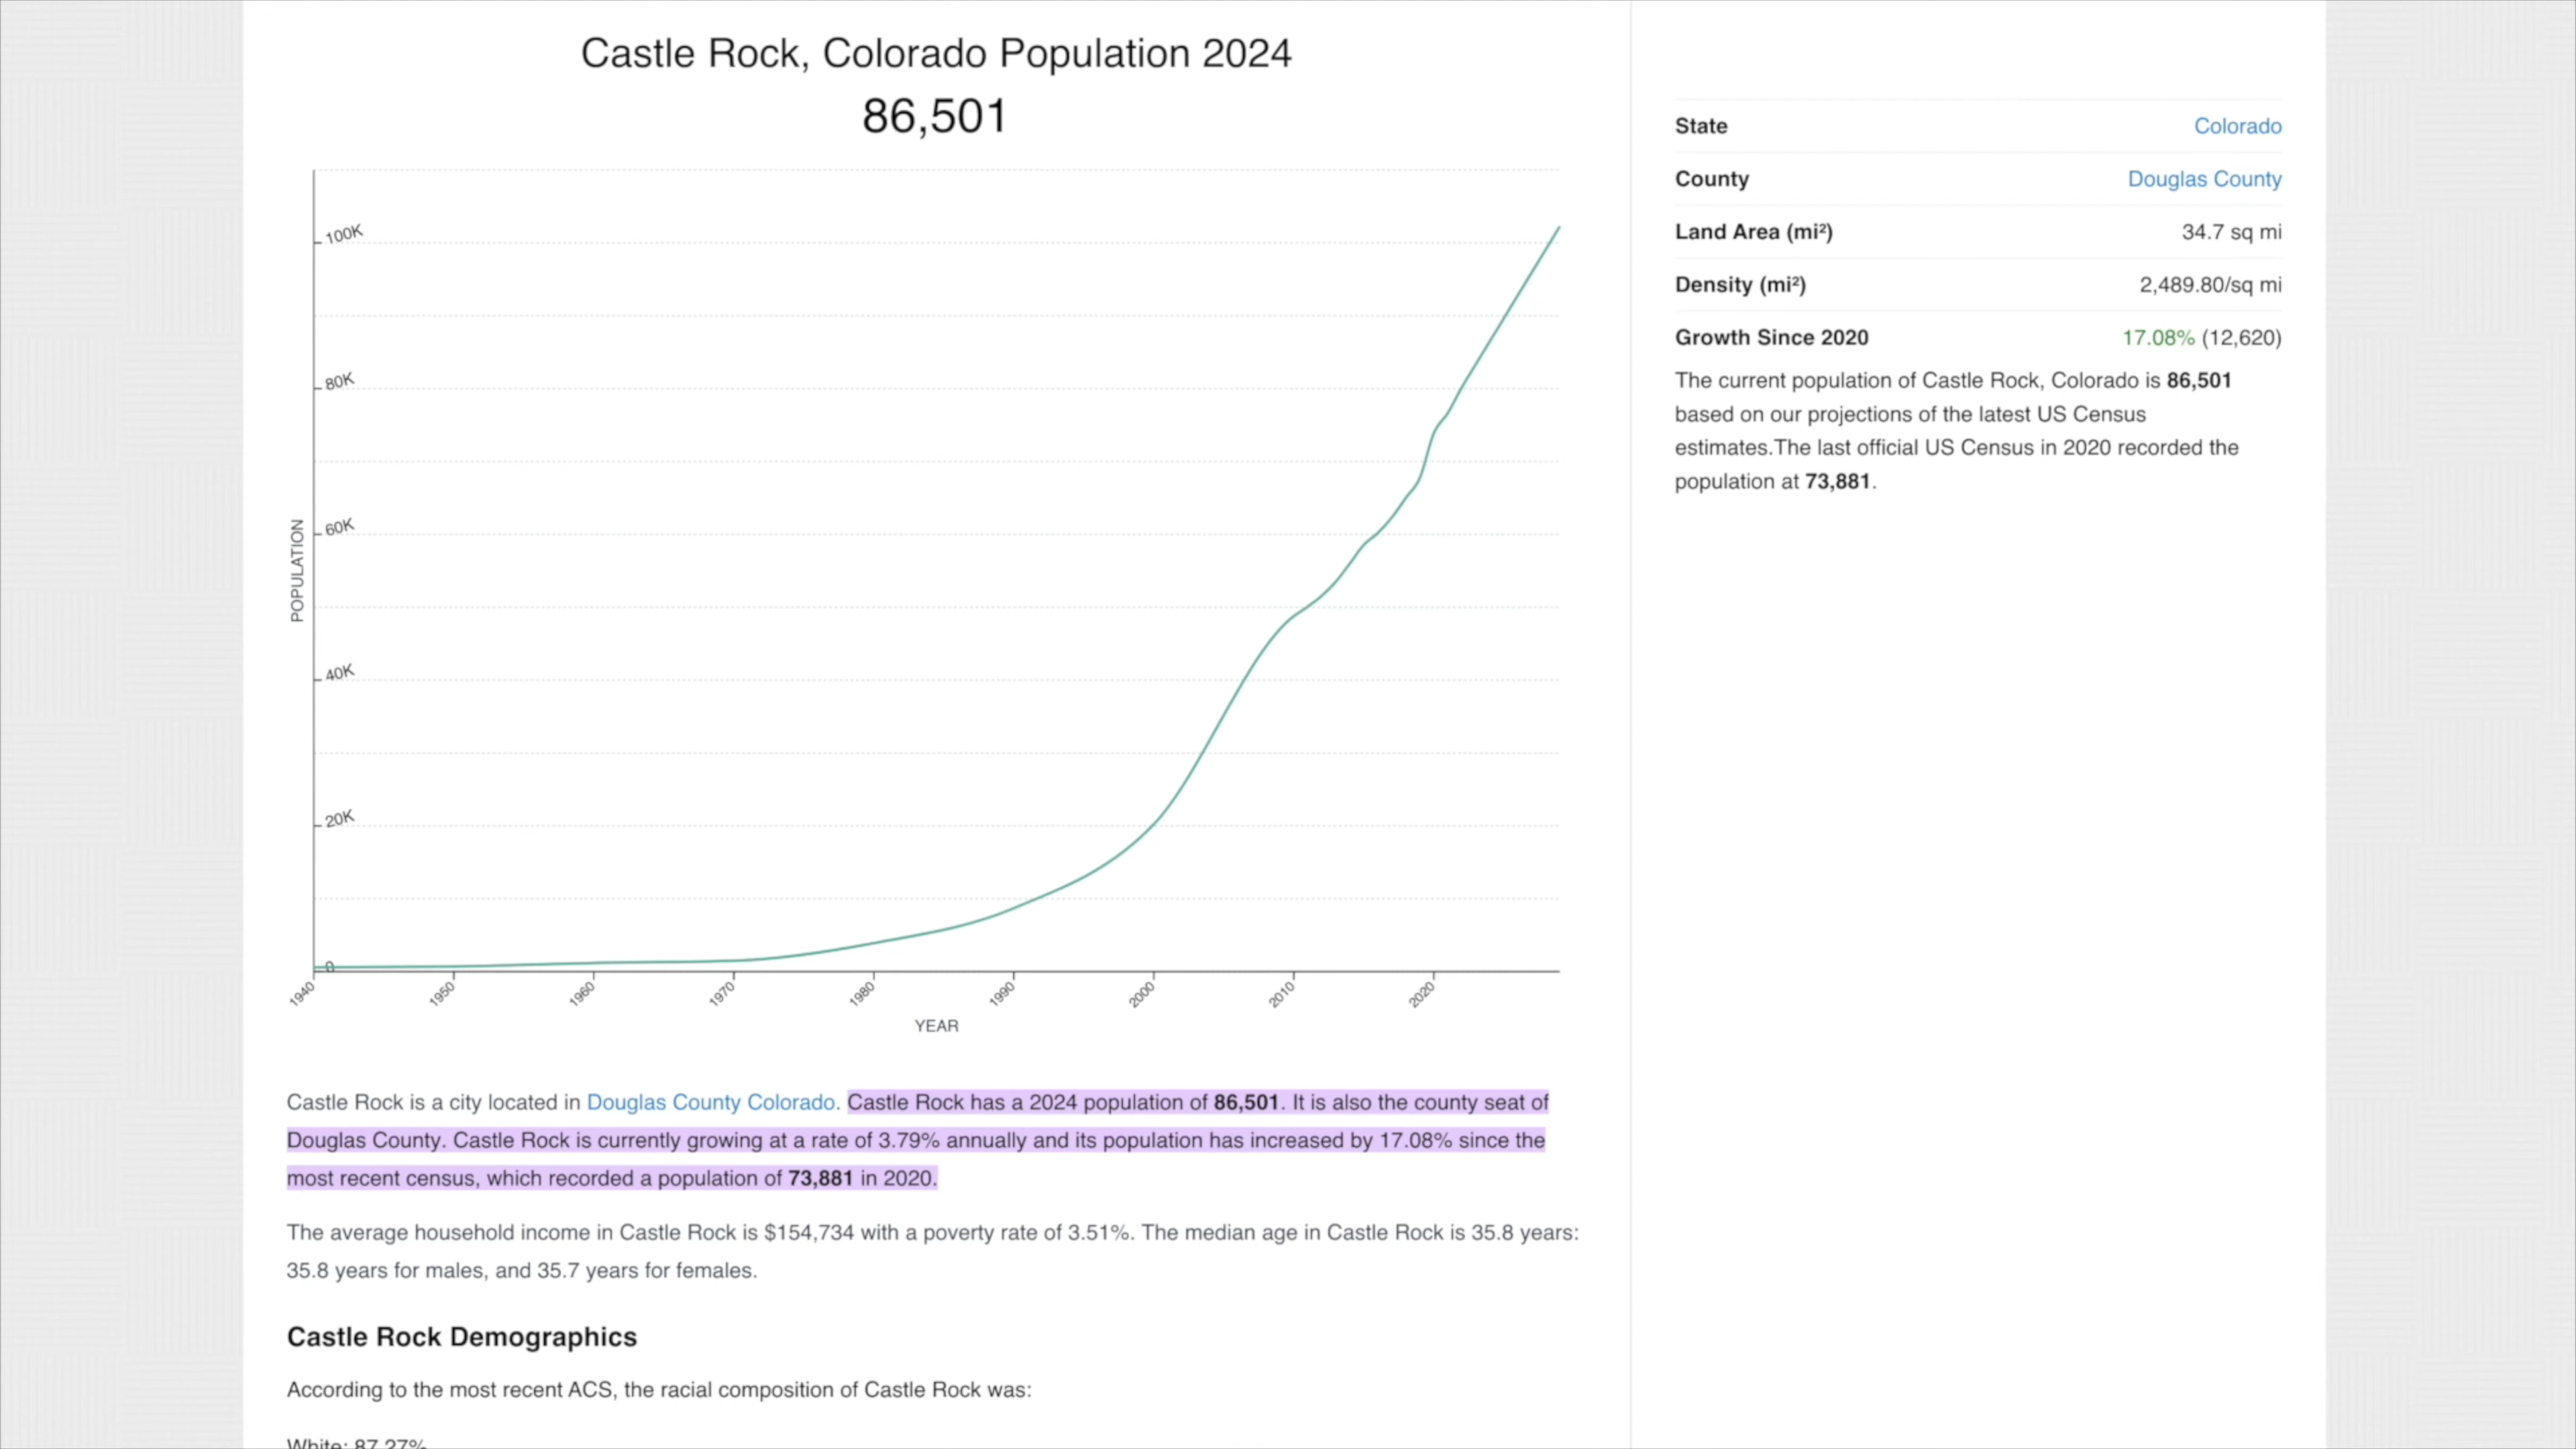 Castle Rock, Colorado Population 2024
86,501
100K
80K
60K
40K
20K
0
POPULATION
1940
1950
1960
1970
1980
1990
2000
2010
2020
YEAR
Castle Rock is a city located in Douglas County Colorado. Castle Rock has a 2024 population of 86,501. It is also the county seat of
Douglas County. Castle Rock is currently growing at a rate of 3.79% annually and its population has increased by 17.08% since the
most recent census, which recorded a population of 73,881 in 2020.
The average household income in Castle Rock is $154,734 with a poverty rate of 3.51%. The median age in Castle Rock is 35.8 years:
35.8 years for males, and 35.7 years for females.
Castle Rock Demographics
According to the most recent ACS, the racial composition of Castle Rock was:
White: 87.27%
State Colorado
County Douglas County
Land Area (mi²) 34.7 sq mi
Density (mi²) 2,489.80/sq mi
Growth Since 2020 17.08% (12,620)
The current population of Castle Rock, Colorado is 86,501
based on our projections of the latest US Census
estimates.The last official US Census in 2020 recorded the
population at 73,881.